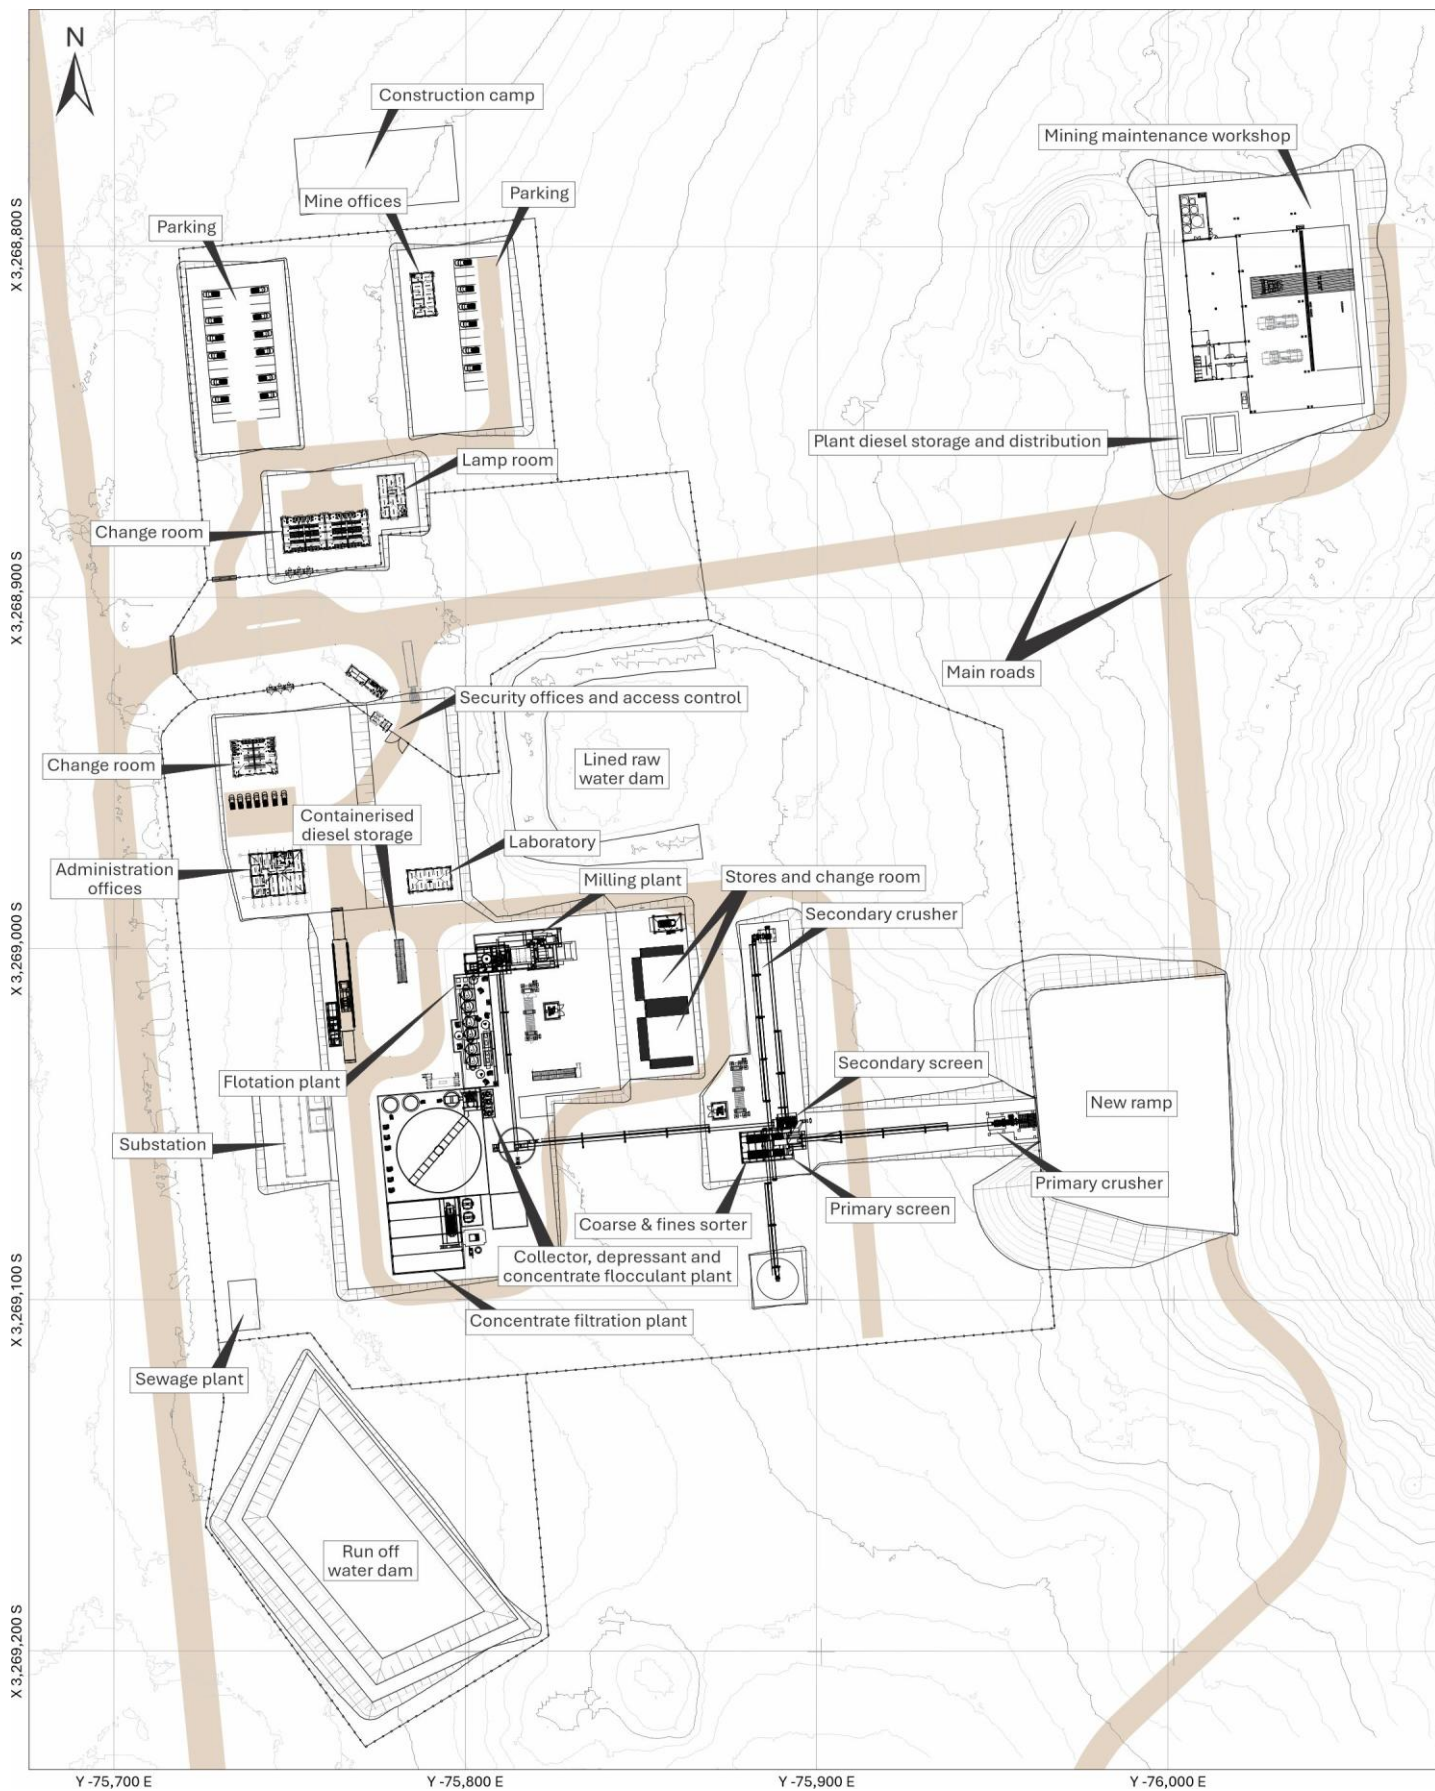 N
Construction camp
Mining maintenance workshop
Mine offices
Parking
Parking
X 3,268,800 S
Plant diesel storage and distribution
Lamp room
Change room
X 3,268,900 S
Main roads
Security offices and access control
Change room
Lined raw
water dam
Containerised
diesel storage
Laboratory
Administration
offices
Milling plant
Stores and change room
Secondary crusher
X 3,269,000 S
Secondary screen
Flotation plant
New ramp
Substation
Primary crusher
Primary screen
Coarse & fines sorter
Collector, depressant and
concentrate flocculant plant
X 3,269,100 S
Concentrate filtration plant
Sewage plant
Run off
water dam
X 3,269,200 S
Y -75,700 E
Y -75,800 E
Y -75,900 E
Y -76,000 E